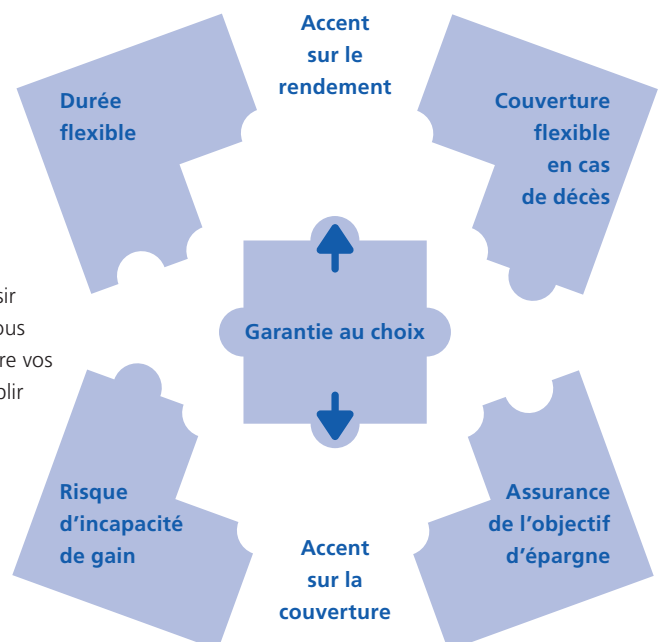 Accent
sur le
rendement
Durée
flexible
Couverture
flexible
en cas
de décès
Garantie au choix
Risque
d'incapacité
de gain
Assurance
de l'objectif
d'épargne
Accent
sur la
couverture